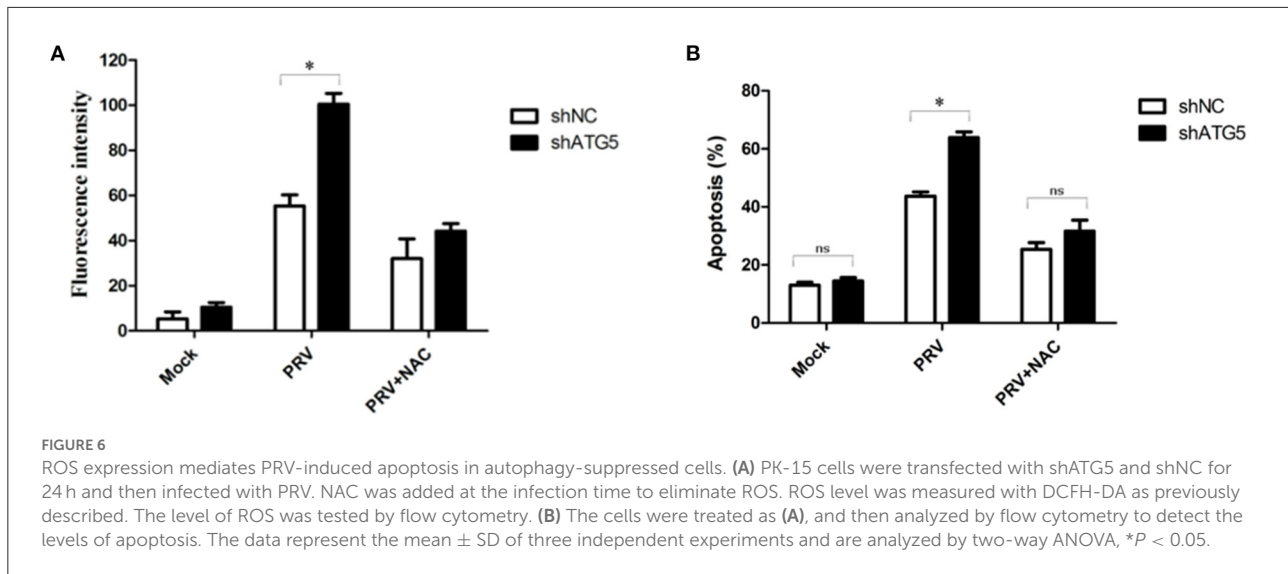 A
120
100
80
60
40
20
0
Fluorescence intensity
*
shNC
shATG5
Mock
PRV
PRV+NAC
B
80
60
40
20
0
Apoptosis (%)
ns
*
ns
shNC
shATG5
Mock
PRV
PRV+NAC
FIGURE 6
ROS expression mediates PRV-induced apoptosis in autophagy-suppressed cells. (A) PK-15 cells were transfected with shATG5 and shNC for
24 h and then infected with PRV. NAC was added at the infection time to eliminate ROS. ROS level was measured with DCFH-DA as previously
described. The level of ROS was tested by flow cytometry. (B) The cells were treated as (A), and then analyzed by flow cytometry to detect the
levels of apoptosis. The data represent the mean ± SD of three independent experiments and are analyzed by two-way ANOVA, *P < 0.05.